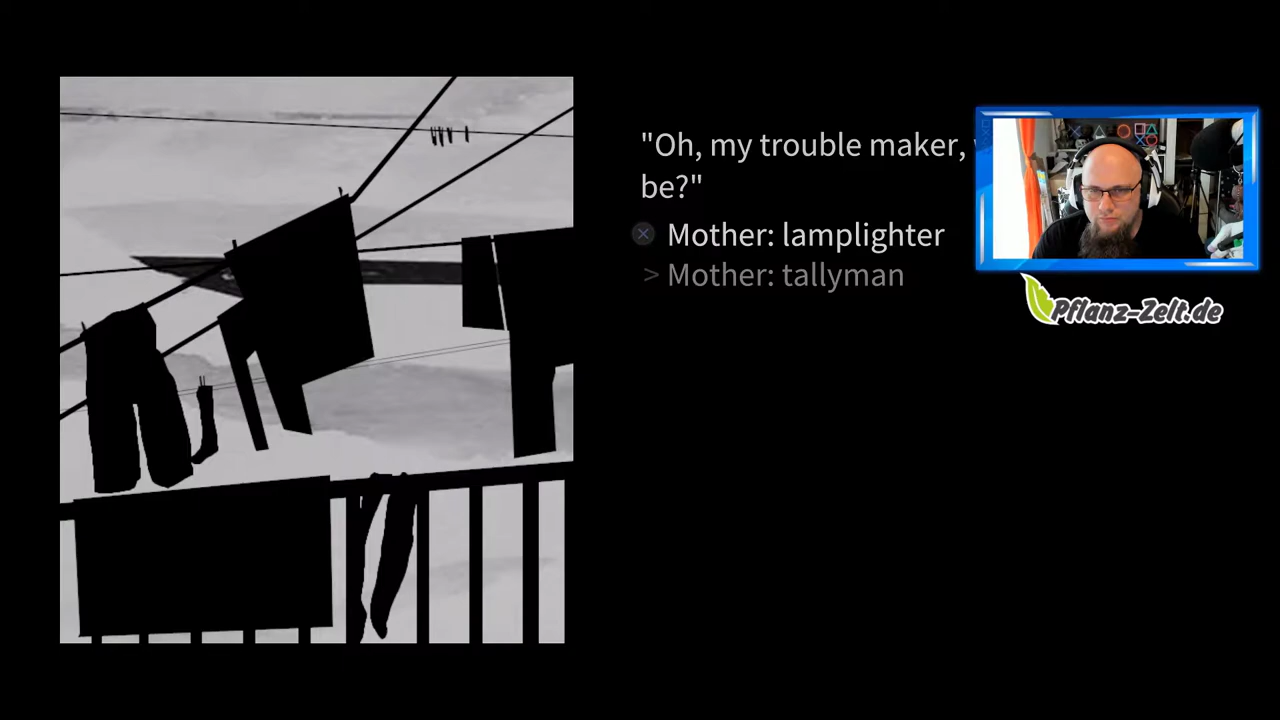 "Oh, my trouble maker,
be?"
Mother: lamplighter
> Mother: tallyman
Pflanz-Zelt.de